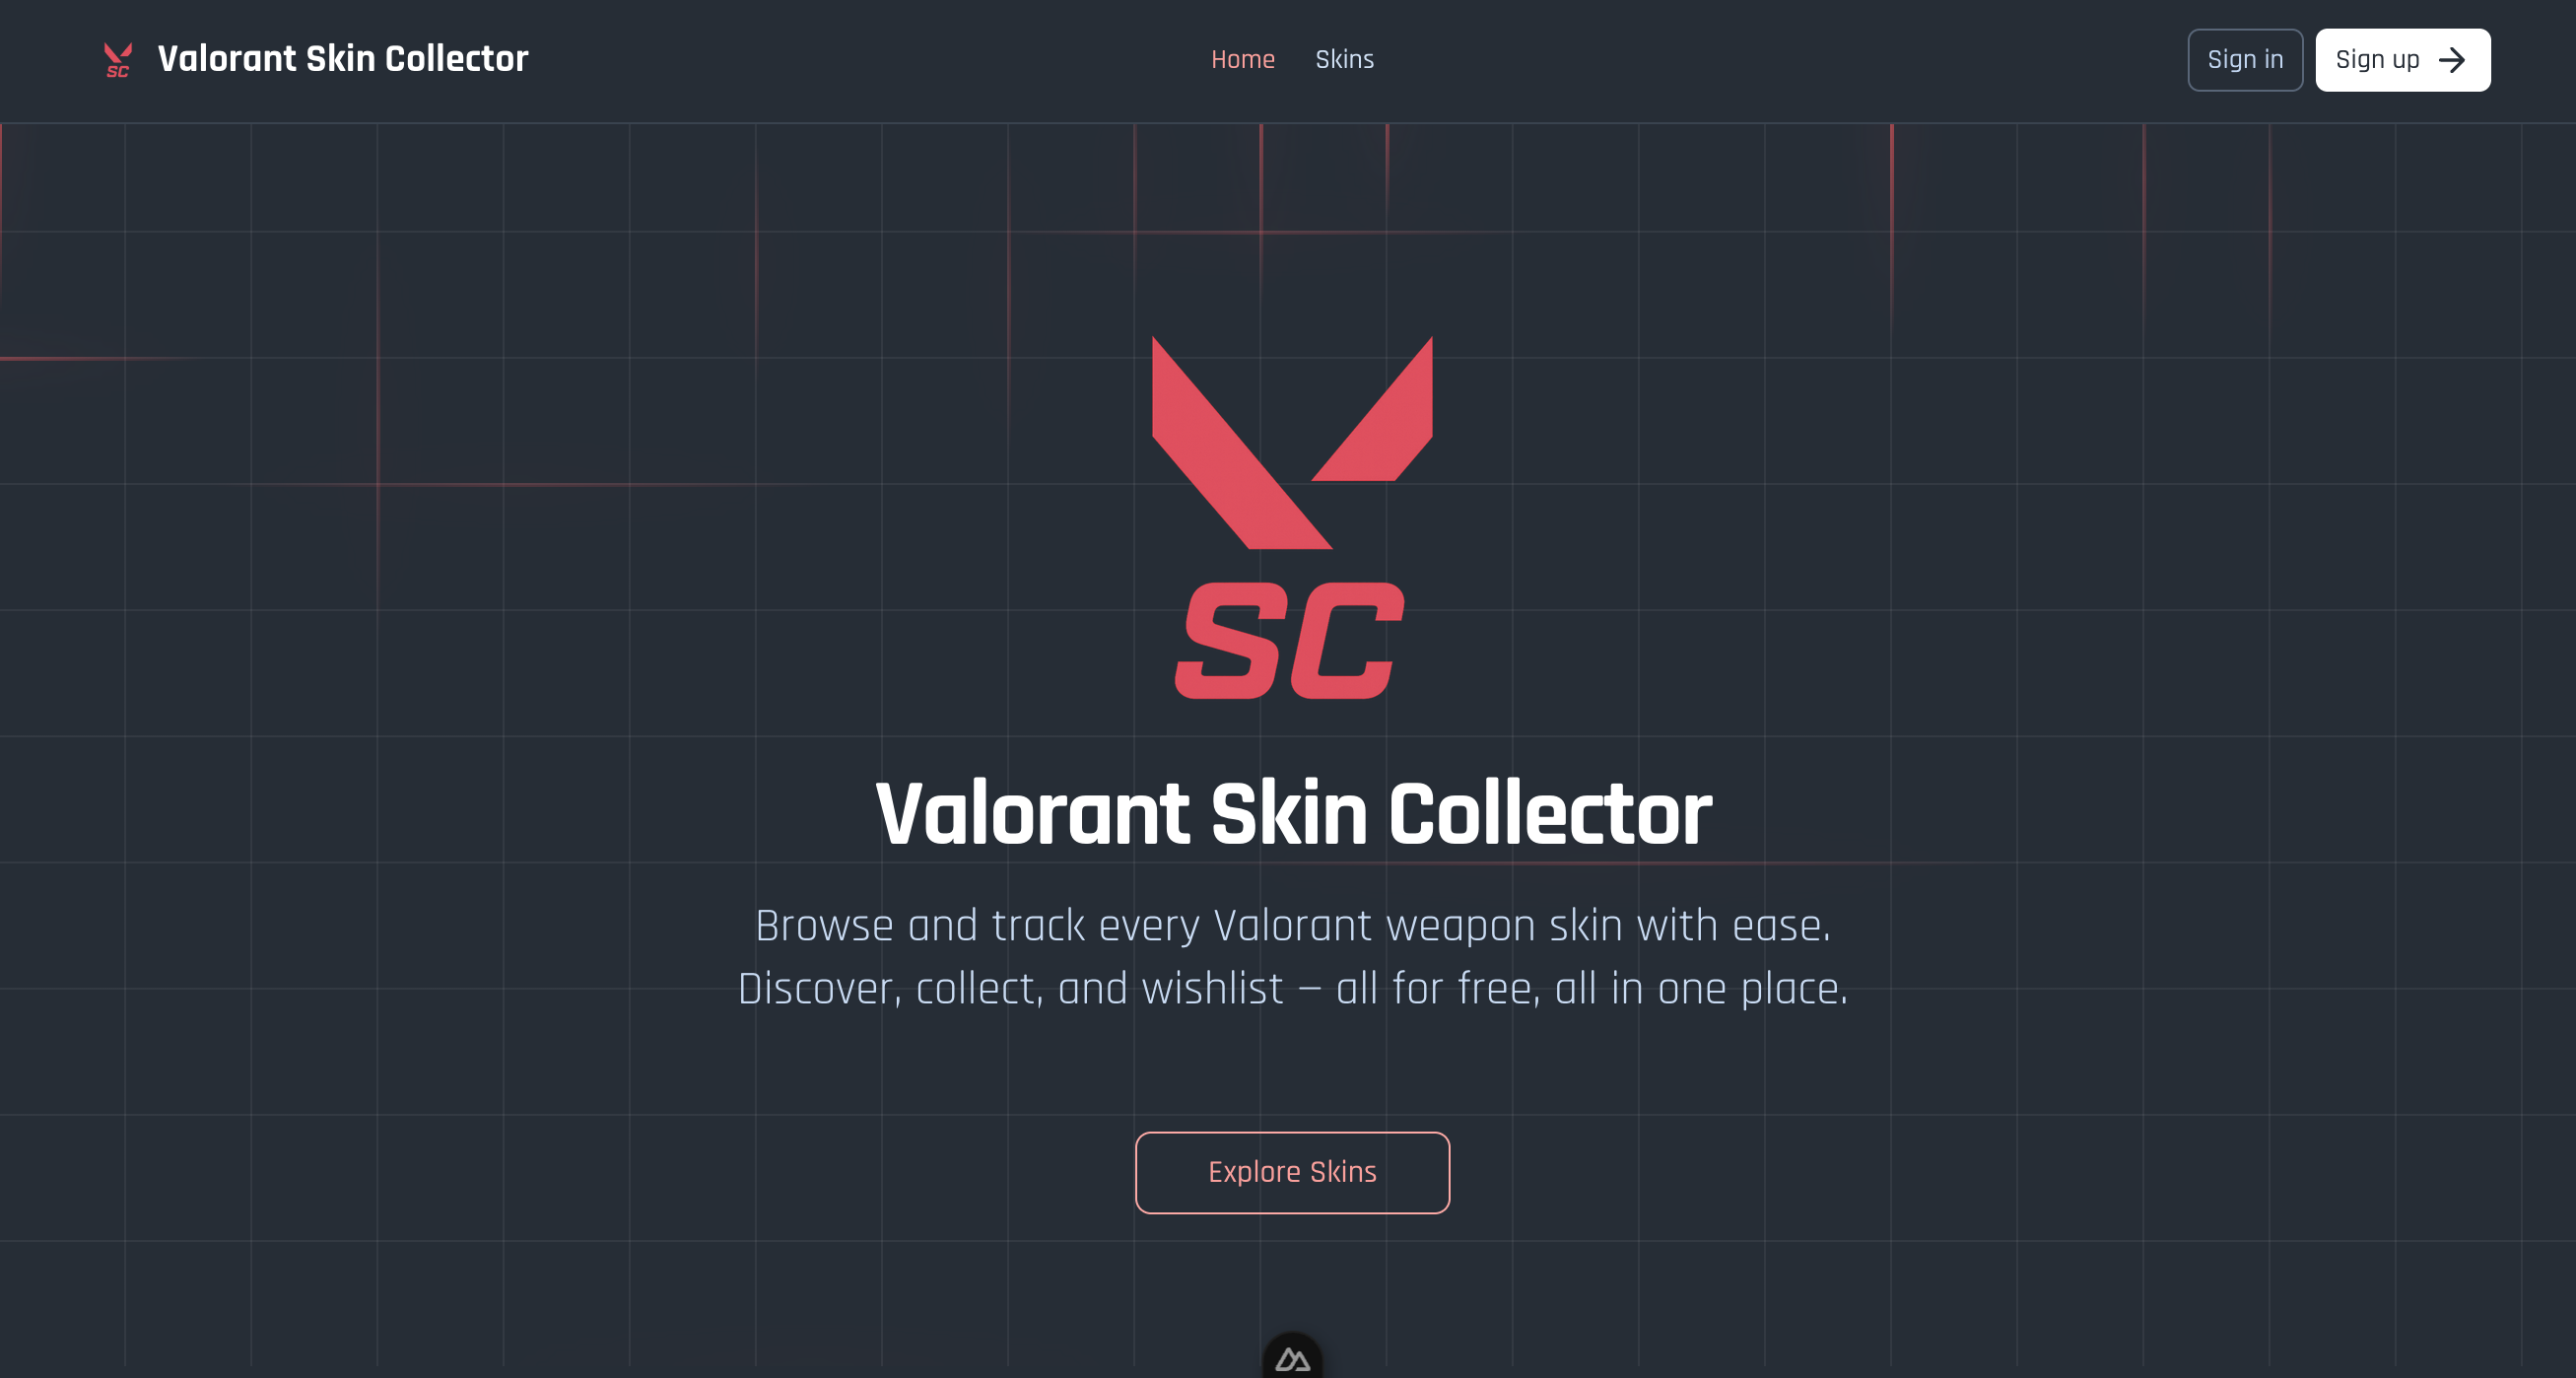 SC
Valorant Skin Collector
Home
Skins
Sign in
Sign up
SC
Valorant Skin Collector
Browse and track every Valorant weapon skin with ease.
Discover, collect, and wishlist – all for free, all in one place.
Explore Skins